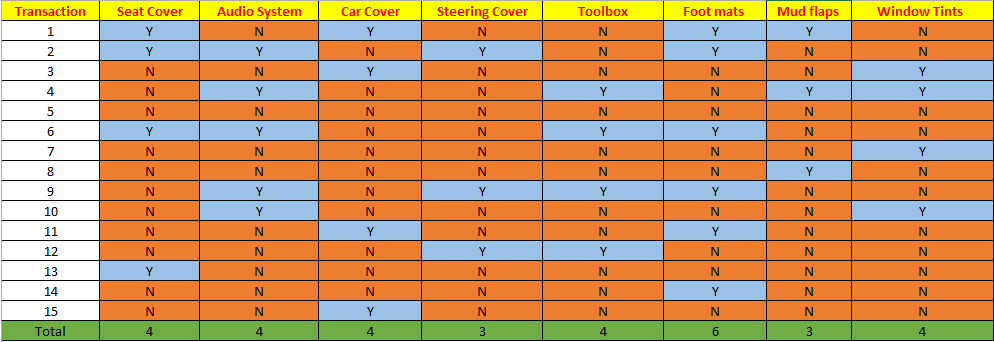 Transaction Seat Cover Audio System Car Cover Steering Cover Toolbox Foot mats Mud flaps Window Tints
1 Y N Y N N Y Y N
2 Y Y N Y N Y N N
3 N N Y N N N N Y
4 N Y N N Y N Y Y
5 N N N N N N N N
6 Y Y N N Y Y N N
7 N N N N N N N Y
8 N N N N N N Y N
9 N Y N Y Y Y N N
10 N Y N N N N N Y
11 N N Y N N Y N N
12 N N N Y Y N N N
13 Y N N N N N N N
14 N N N N N Y N N
15 N N Y N N N N N
Total 4 4 4 3 4 6 3 4